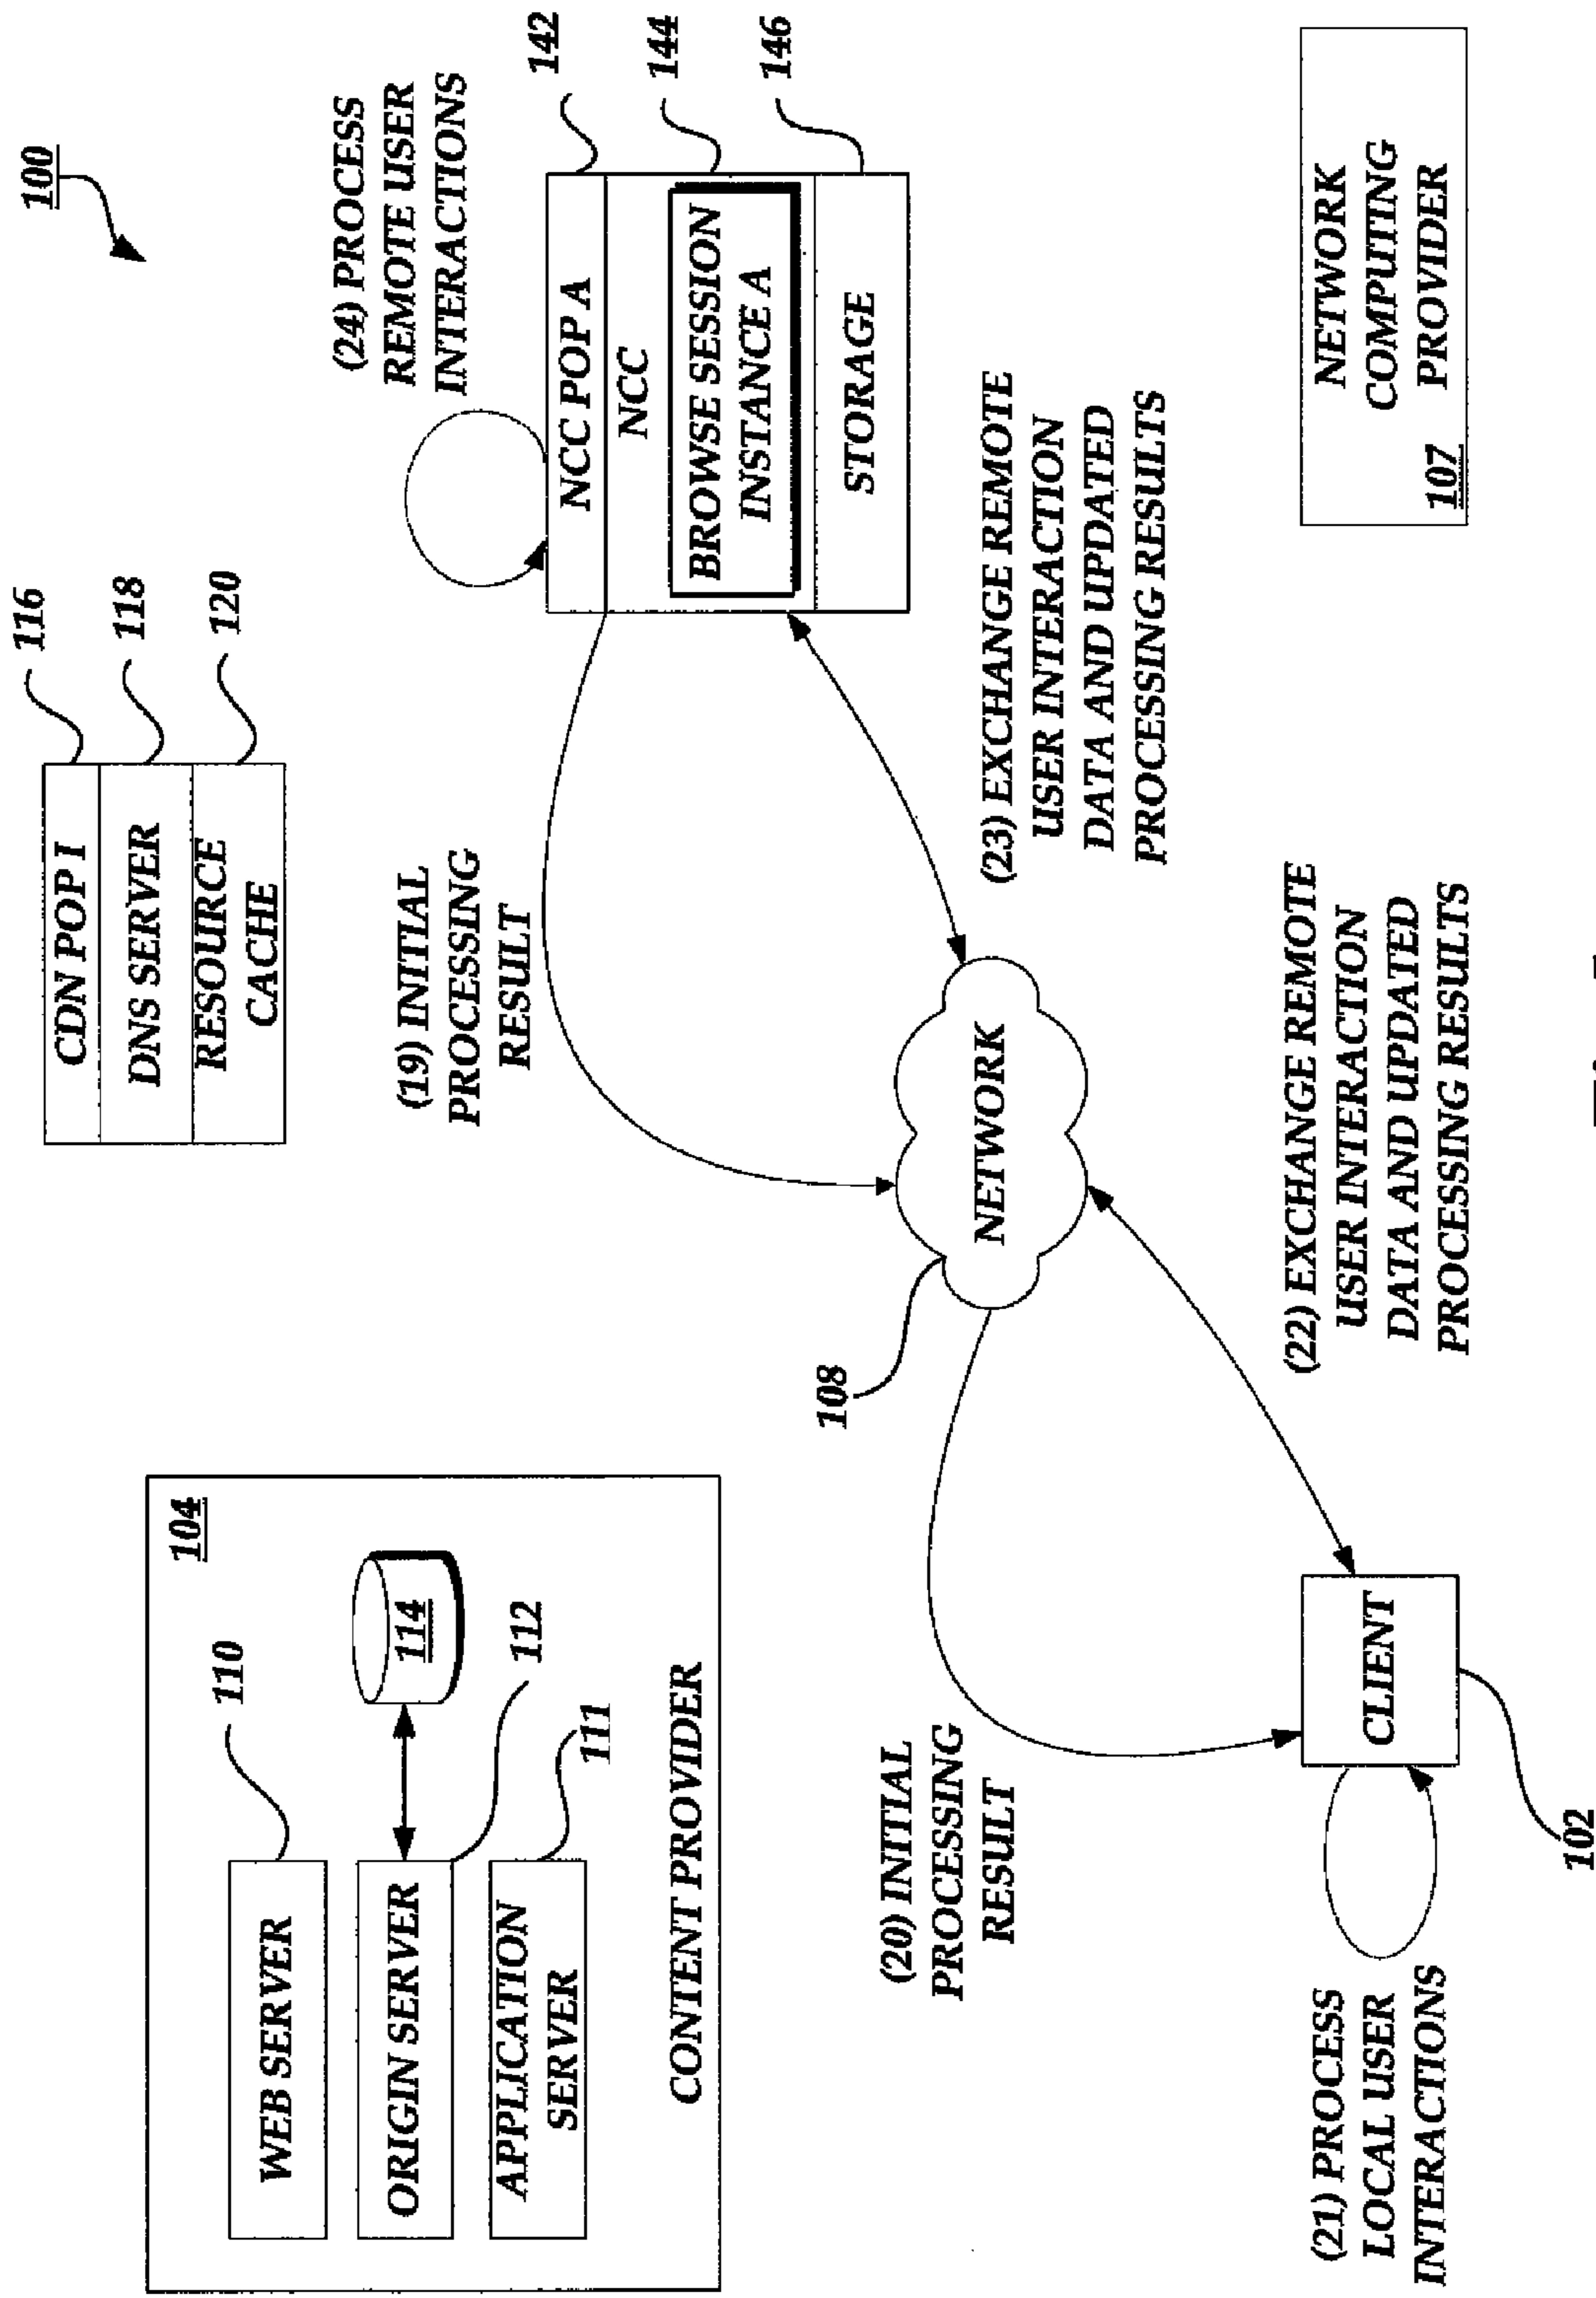 100
104
110
WEB SERVER
114
ORIGIN SERVER
112
APPLICATION
SERVER
111
CONTENT PROVIDER
CDN POP I
DNS SERVER
RESOURCE
CACHE
116
118
120
(24) PROCESS
REMOTE USER
INTERACTIONS
142
144
146
NCC POP A
NCC
BROWSE SESSION
INSTANCE A
STORAGE
(19) INITIAL
PROCESSING
RESULT
108
NETWORK
(20) INITIAL
PROCESSING
RESULT
(23) EXCHANGE REMOTE
USER INTERACTION
DATA AND UPDATED
PROCESSING RESULTS
(21) PROCESS
LOCAL USER
INTERACTIONS
CLIENT
102
(22) EXCHANGE REMOTE
USER INTERACTION
DATA AND UPDATED
PROCESSING RESULTS
NETWORK
COMPUTING
PROVIDER
107